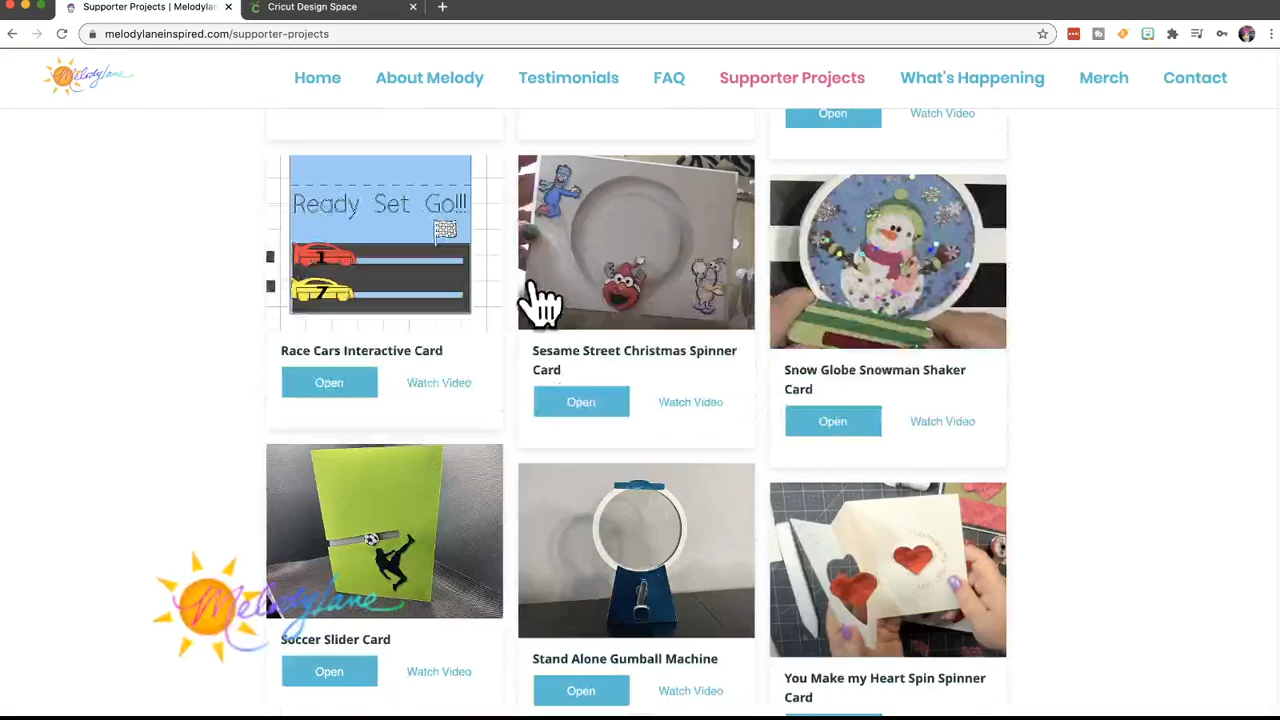 Supporter Projects | Melodylan
Cricut Design Space
melodylaneinspired.com/supporter-projects
MelodyLane
Home
About Melody
Testimonials
FAQ
Supporter Projects
What's Happening
Merch
Contact
Open
Watch Video
Ready Set Go!!!
1
7
Race Cars Interactive Card
Open
Watch Video
Sesame Street Christmas Spinner
Card
Open
Watch Video
Snow Globe Snowman Shaker
Card
Open
Watch Video
MelodyLane
Soccer Slider Card
Open
Watch Video
Stand Alone Gumball Machine
Open
Watch Video
You Make my Heart Spin Spinner
Card